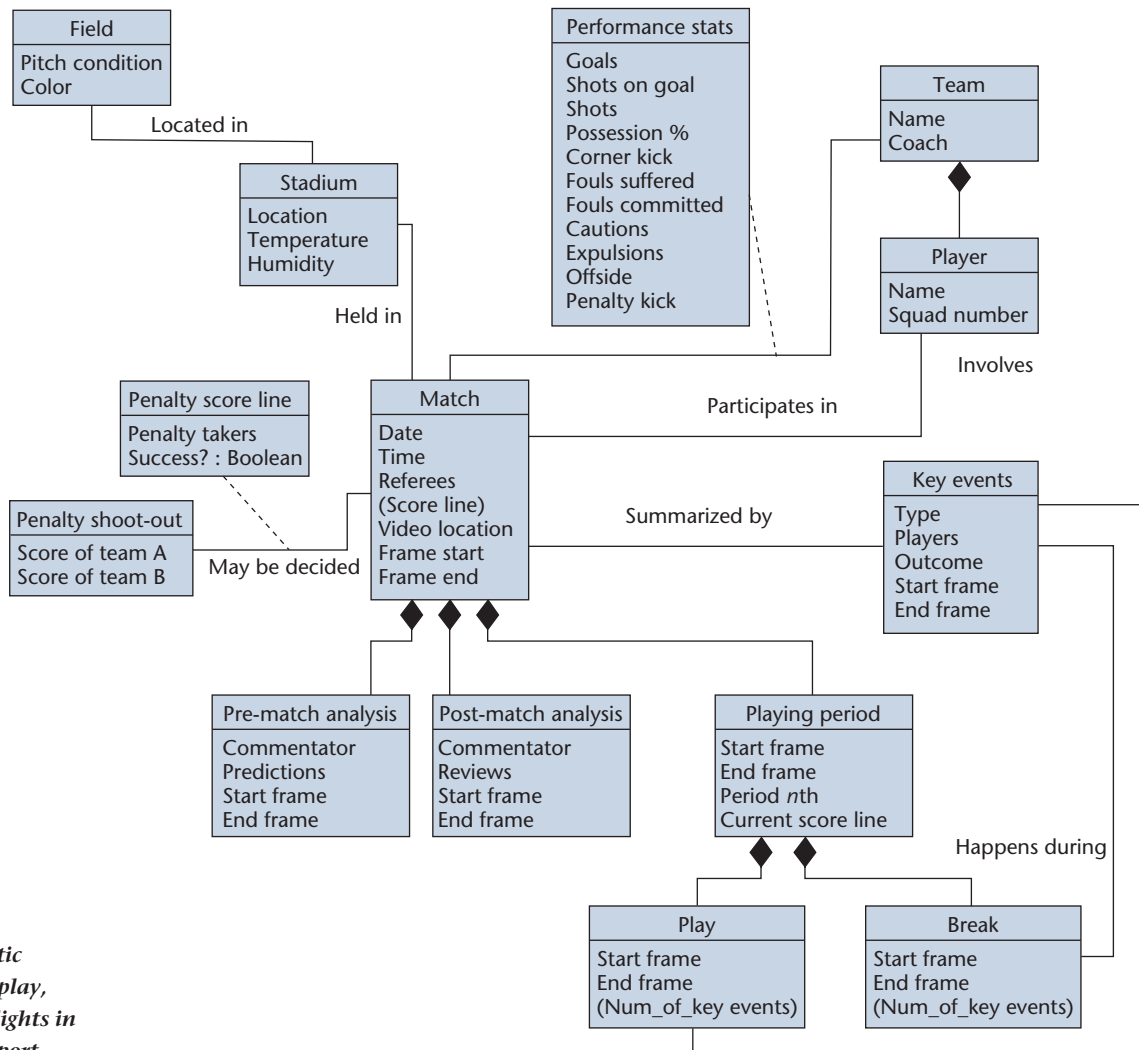 Field
Pitch condition
Color
Located in
Stadium
Location
Temperature
Humidity
Held in
Performance stats
Goals
Shots on goal
Shots
Possession %
Corner kick
Fouls suffered
Fouls committed
Cautions
Expulsions
Offside
Penalty kick
Team
Name
Coach
Player
Name
Squad number
Involves
Participates in
Penalty score line
Penalty takers
Success? : Boolean
Penalty shoot-out
Score of team A
Score of team B
May be decided
Match
Date
Time
Referees
(Score line)
Video location
Frame start
Frame end
Summarized by
Key events
Type
Players
Outcome
Start frame
End frame
Pre-match analysis
Commentator
Predictions
Start frame
End frame
Post-match analysis
Commentator
Reviews
Start frame
End frame
Playing period
Start frame
End frame
Period nth
Current score line
Happens during
Play
Start frame
End frame
(Num_of_key events)
Break
Start frame
End frame
(Num_of_key events)
tic
play,
lights in